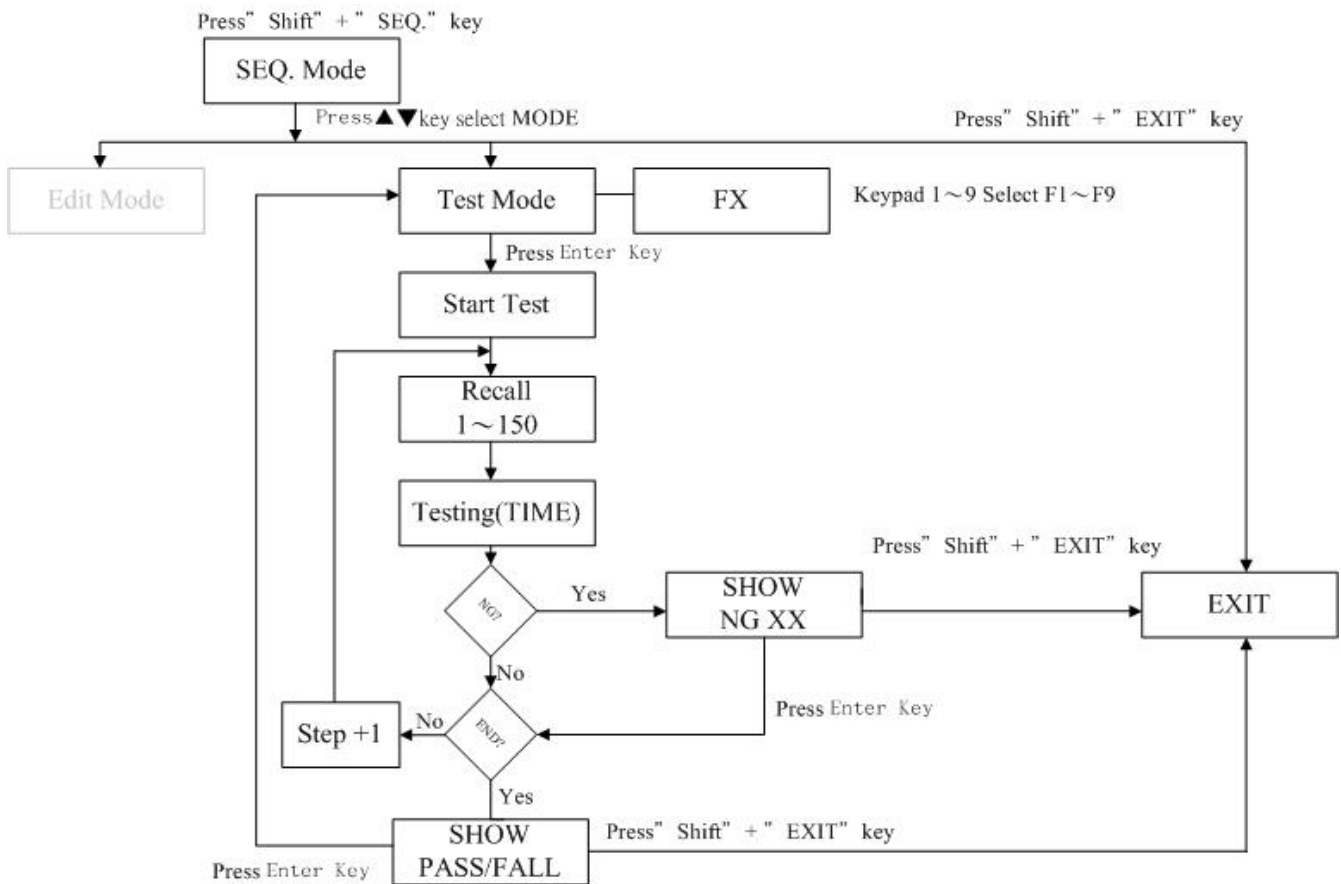 Press” Shift” + ” SEQ.” key
SEQ. Mode
Press▲▼key select MODE
Press” Shift” + ” EXIT” key
Edit Mode
Test Mode
FX
Keypad 1～9 Select F1～F9
Press Enter Key
Start Test
Recall
1～150
Testing(TIME)
Press” Shift” + ” EXIT” key
NG?
Yes
SHOW
NG XX
EXIT
No
Press Enter Key
Step +1
No
END?
Yes
SHOW
PASS/FALL
Press” Shift” + ” EXIT” key
Press Enter Key